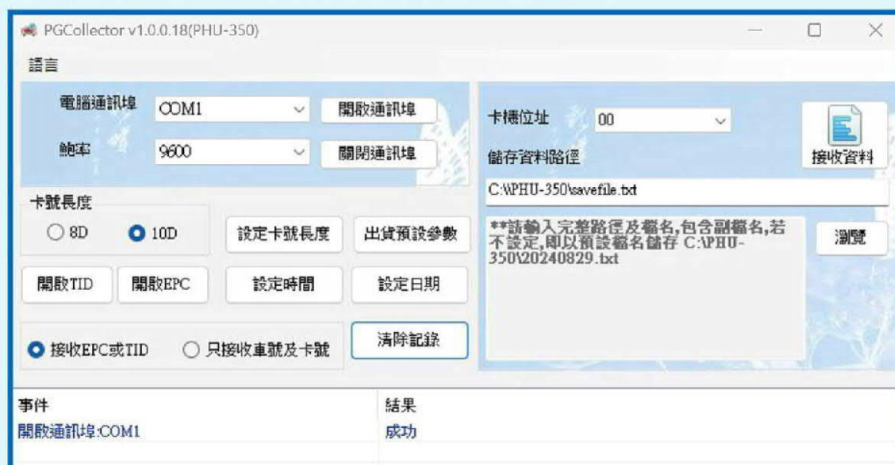 PGCollector v1.0.0.18(PHU-350)
語言
電腦通訊埠
COM1
開啟通訊埠
鮑率
9600
關閉通訊埠
卡號長度
8D
10D
設定卡號長度
出貨預設參數
開啟TID
開啟EPC
設定時間
設定日期
接收EPC或TID
只接收車號及卡號
清除記錄
卡機位址
00
接收資料
儲存資料路徑
C:\\PHU-350\savefile.txt
**請輸入完整路徑及檔名,包含副檔名,若
不設定,即以預設檔名儲存 C:\PHU-
350\20240829.txt
瀏覽
事件
結果
開啟通訊埠:COM1
成功